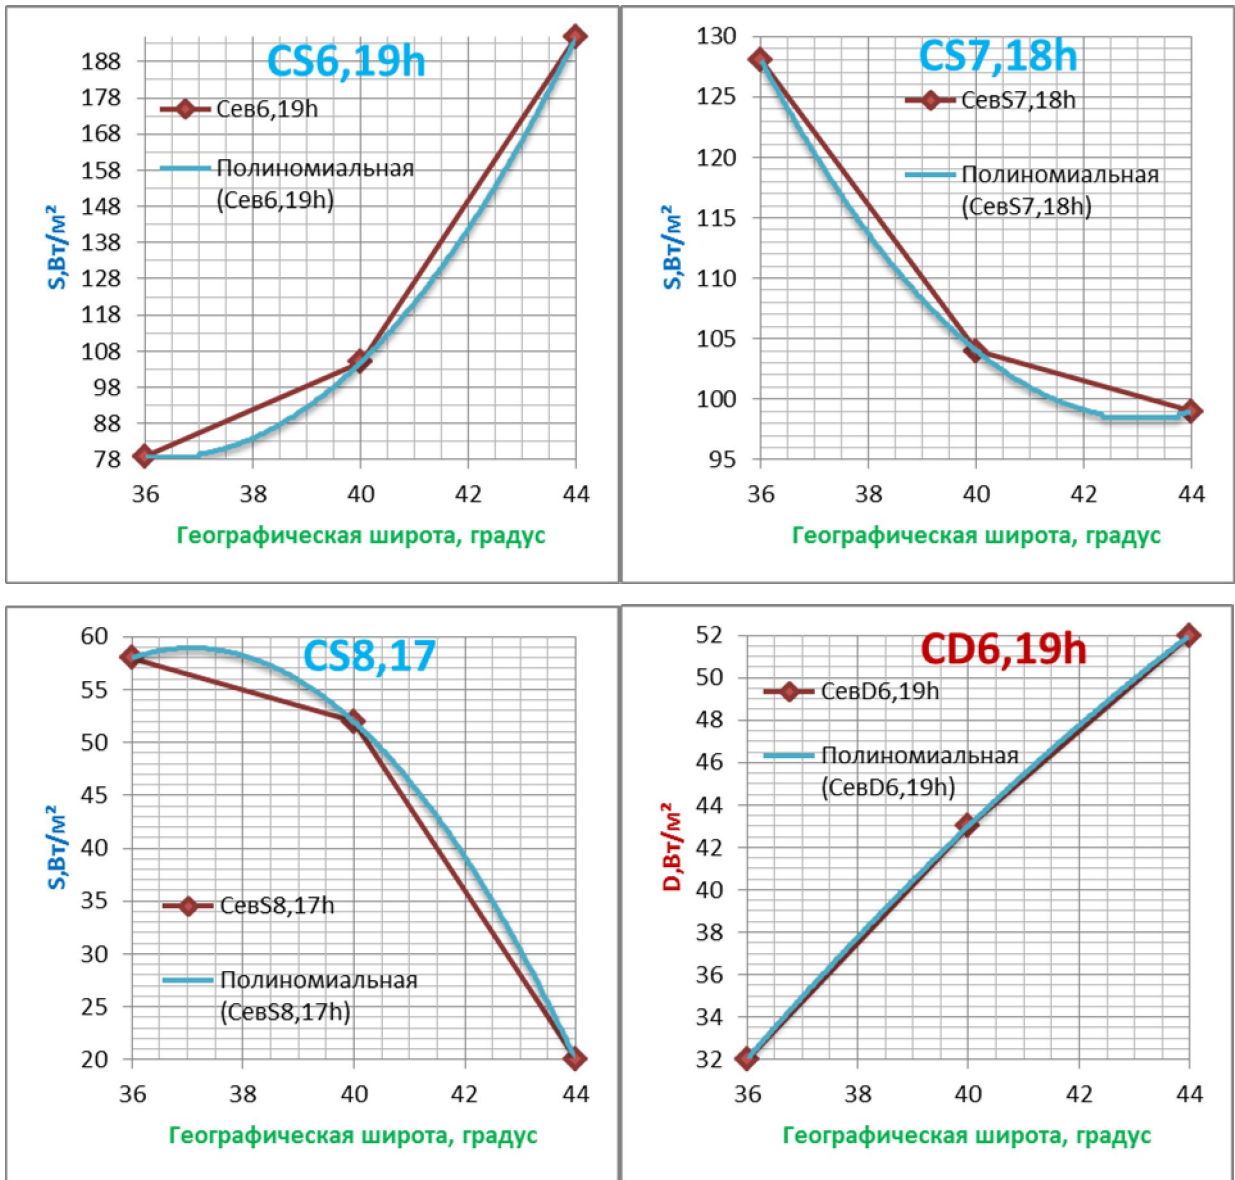 CS6,19h
188
178
168
158
148
138
128
118
108
98
88
78
Сев6,19h
Полиномиальная
(Сев6,19h)
S,Вт/м²
36 38 40 42 44
Географическая широта, градус
CS7,18h
130
125
120
115
110
105
100
95
СевS7,18h
Полиномиальная
(СевS7,18h)
S,Вт/м²
36 38 40 42 44
Географическая широта, градус
CS8,17
60
55
50
45
40
35
30
25
20
СевS8,17h
Полиномиальная
(СевS8,17h)
S,Вт/м²
36 38 40 42 44
Географическая широта, градус
CD6,19h
52
50
48
46
44
42
40
38
36
34
32
СевD6,19h
Полиномиальная
(СевD6,19h)
D,Вт/м²
36 38 40 42 44
Географическая широта, градус